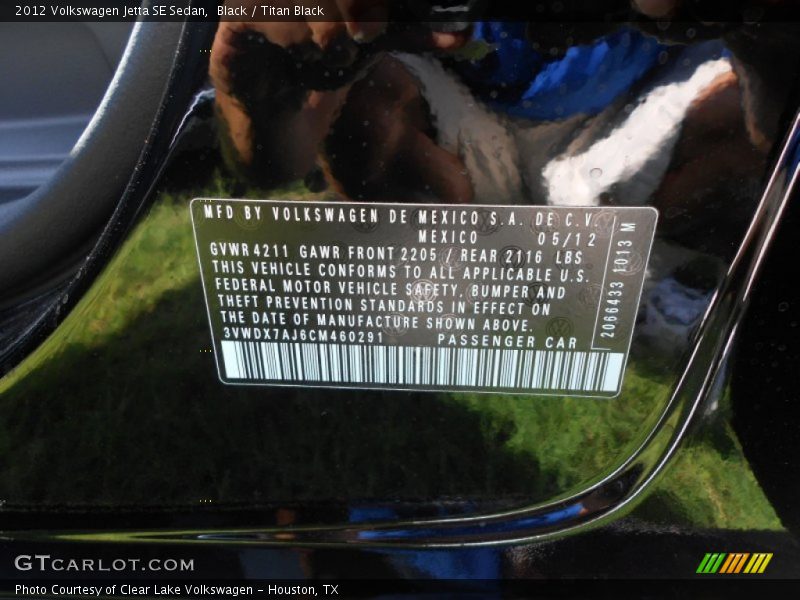 2012 Volkswagen Jetta SE Sedan,  Black / Titan Black
MFD BY VOLKSWAGEN DE MEXICO S.A. DE C.V.
MEXICO 05/12
GVWR 4211 GAWR FRONT 2205 / REAR 2116 LBS
THIS VEHICLE CONFORMS TO ALL APPLICABLE U.S.
FEDERAL MOTOR VEHICLE SAFETY, BUMPER AND
THEFT PREVENTION STANDARDS IN EFFECT ON
THE DATE OF MANUFACTURE SHOWN ABOVE.
3VWDX7AJ6CM460291 PASSENGER CAR
2066433 1013 M
GTcarlot.com
Photo Courtesy of Clear Lake Volkswagen - Houston, TX